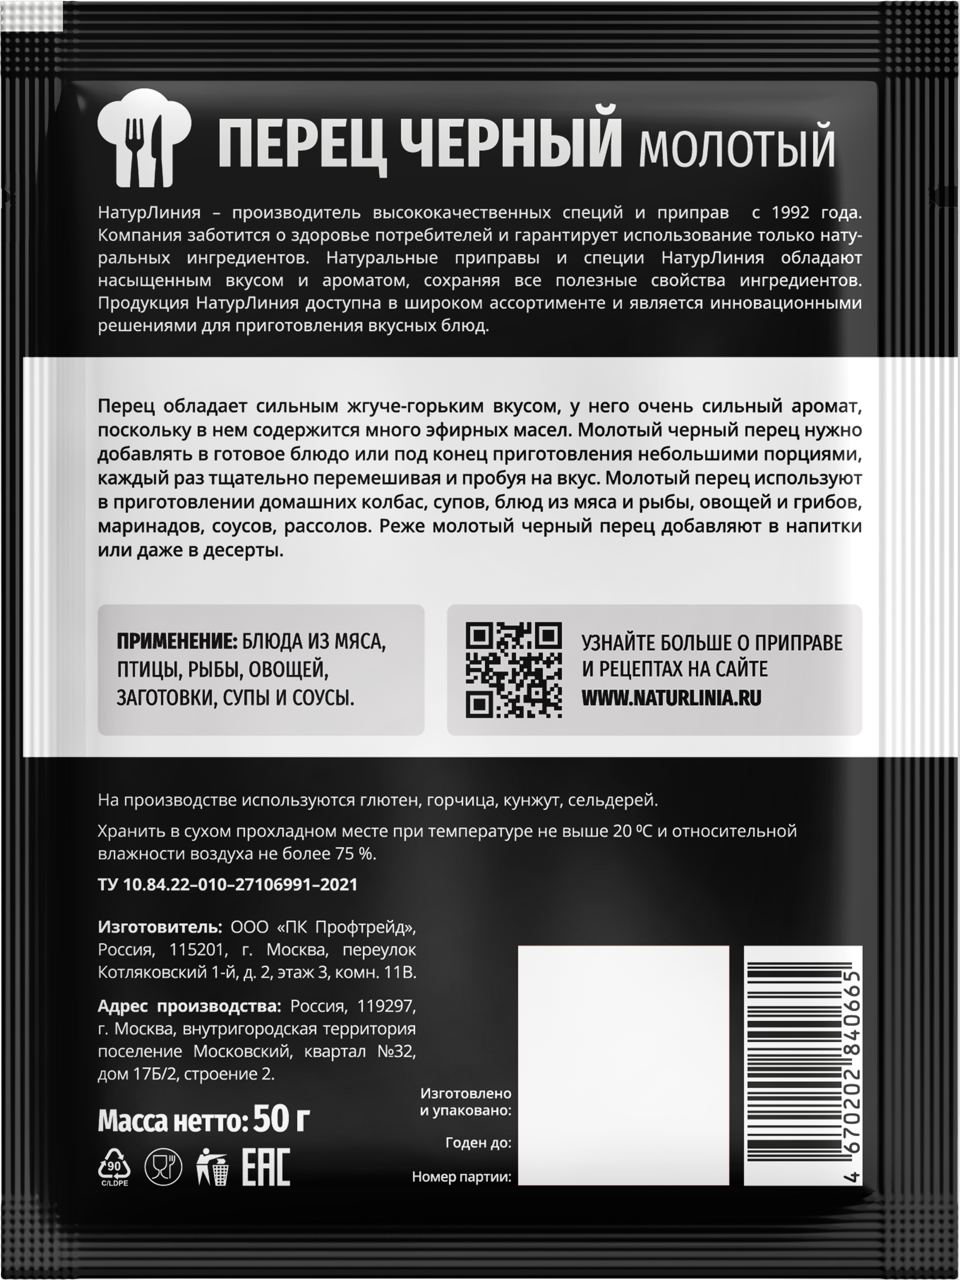 ПЕРЕЦ ЧЕРНЫЙ МОЛОТЫЙ
НатурЛиния – производитель высококачественных специй и приправ с 1992 года.
Компания заботится о здоровье потребителей и гарантирует использование только нату-
ральных ингредиентов. Натуральные приправы и специи НатурЛиния обладают
насыщенным вкусом и ароматом, сохраняя все полезные свойства ингредиентов.
Продукция НатурЛиния доступна в широком ассортименте и является инновационными
решениями для приготовления вкусных блюд.
Перец обладает сильным жгуче-горьким вкусом, у него очень сильный аромат,
поскольку в нем содержится много эфирных масел. Молотый черный перец нужно
добавлять в готовое блюдо или под конец приготовления небольшими порциями,
каждый раз тщательно перемешивая и пробуя на вкус. Молотый перец используют
в приготовлении домашних колбас, супов, блюд из мяса и рыбы, овощей и грибов,
маринадов, соусов, рассолов. Реже молотый черный перец добавляют в напитки
или даже в десерты.
ПРИМЕНЕНИЕ: БЛЮДА ИЗ МЯСА,
ПТИЦЫ, РЫБЫ, ОВОЩЕЙ,
ЗАГОТОВКИ, СУПЫ И СОУСЫ.
УЗНАЙТЕ БОЛЬШЕ О ПРИПРАВЕ
И РЕЦЕПТАХ НА САЙТЕ
WWW.NATURLINIA.RU
На производстве используются глютен, горчица, кунжут, сельдерей.
Хранить в сухом прохладном месте при температуре не выше 20 ⁰С и относительной
влажности воздуха не более 75 %.
ТУ 10.84.22–010–27106991–2021
Изготовитель: ООО «ПК Профтрейд»,
Россия, 115201, г. Москва, переулок
Котляковский 1-й, д. 2, этаж 3, комн. 11В.
Адрес производства: Россия, 119297,
г. Москва, внутригородская территория
поселение Московский, квартал №32,
дом 17Б/2, строение 2.
Масса нетто: 50 г
90
C/LDPE
EAC
Изготовлено
и упаковано:
Годен до:
Номер партии:
4 670202 840665